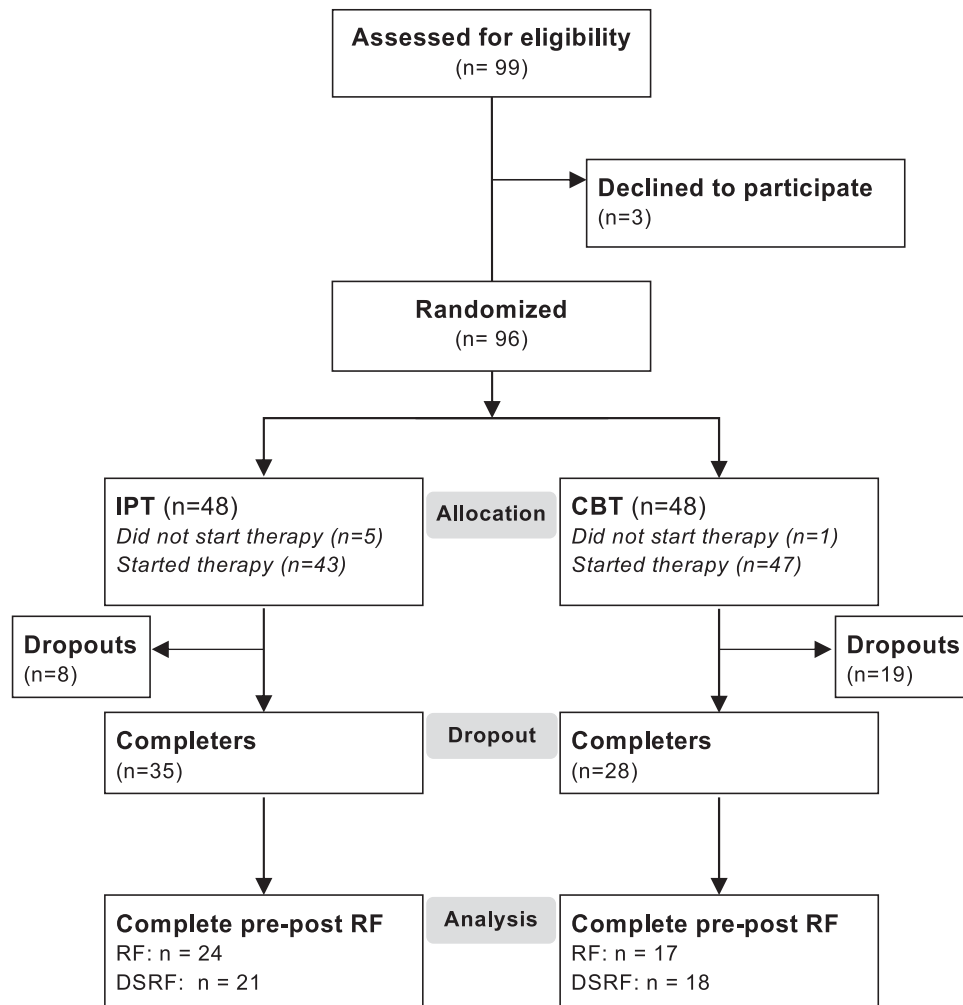 Assessed for eligibility
(n= 99)
Declined to participate
(n=3)
Randomized
(n= 96)
IPT (n=48)
Did not start therapy (n=5)
Started therapy (n=43)
Allocation
CBT (n=48)
Did not start therapy (n=1)
Started therapy (n=47)
Dropouts
(n=8)
Dropouts
(n=19)
Completers
(n=35)
Dropout
Completers
(n=28)
Complete pre-post RF
RF: n = 24
DSRF: n = 21
Analysis
Complete pre-post RF
RF: n = 17
DSRF: n = 18